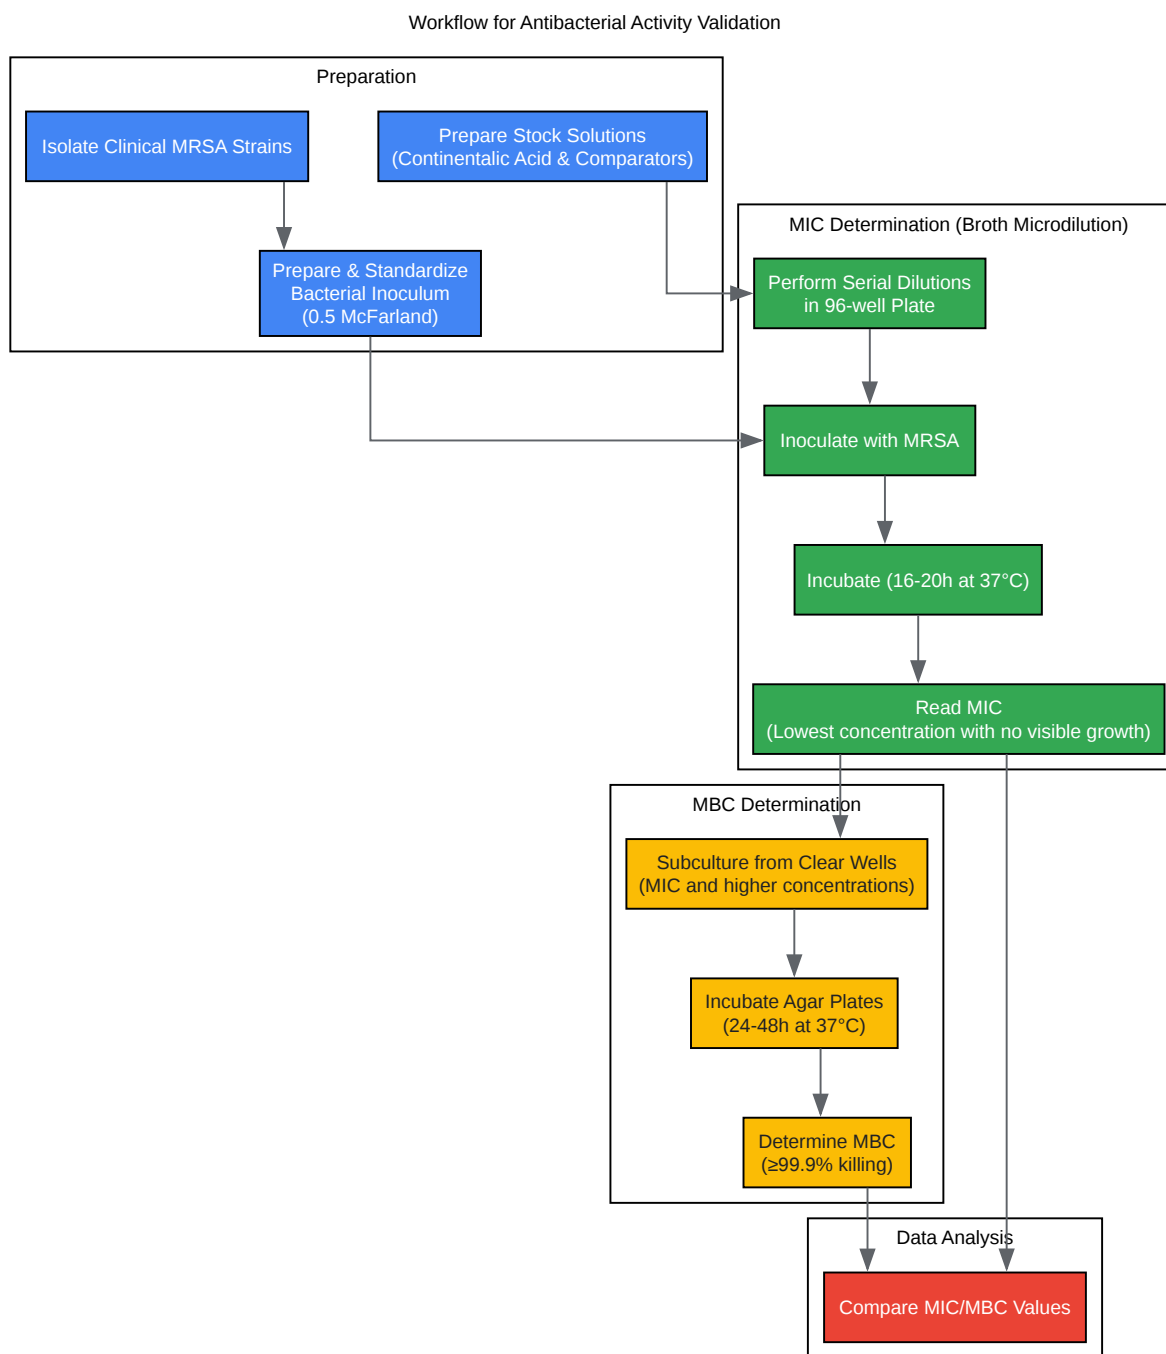 Workflow for Antibacterial Activity Validation
Preparation
Isolate Clinical MRSA Strains
Prepare Stock Solutions
(Continentalic Acid & Comparators)
Prepare & Standardize
Bacterial Inoculum
(0.5 McFarland)
MIC Determination (Broth Microdilution)
Perform Serial Dilutions
in 96-well Plate
Inoculate with MRSA
Incubate (16-20h at 37°C)
Read MIC
(Lowest concentration with no visible growth)
MBC Determination
Subculture from Clear Wells
(MIC and higher concentrations)
Incubate Agar Plates
(24-48h at 37°C)
Determine MBC
(≥99.9% killing)
Data Analysis
Compare MIC/MBC Values